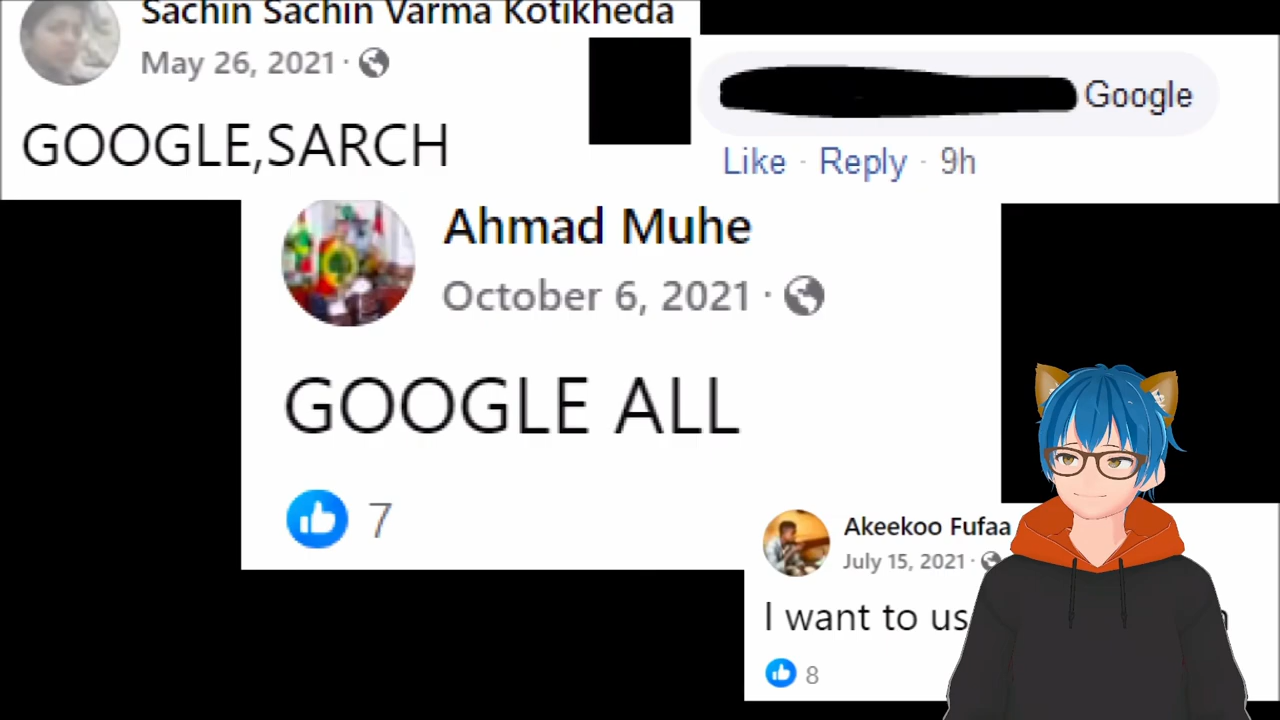 Sachin Sachin Varma Kotikheda
May 26, 2021 ·
GOOGLE,SARCH
Google
Like · Reply · 9h
Ahmad Muhe
October 6, 2021 ·
GOOGLE ALL
7
Akeekoo Fufaa
July 15, 2021 ·
I want to
8